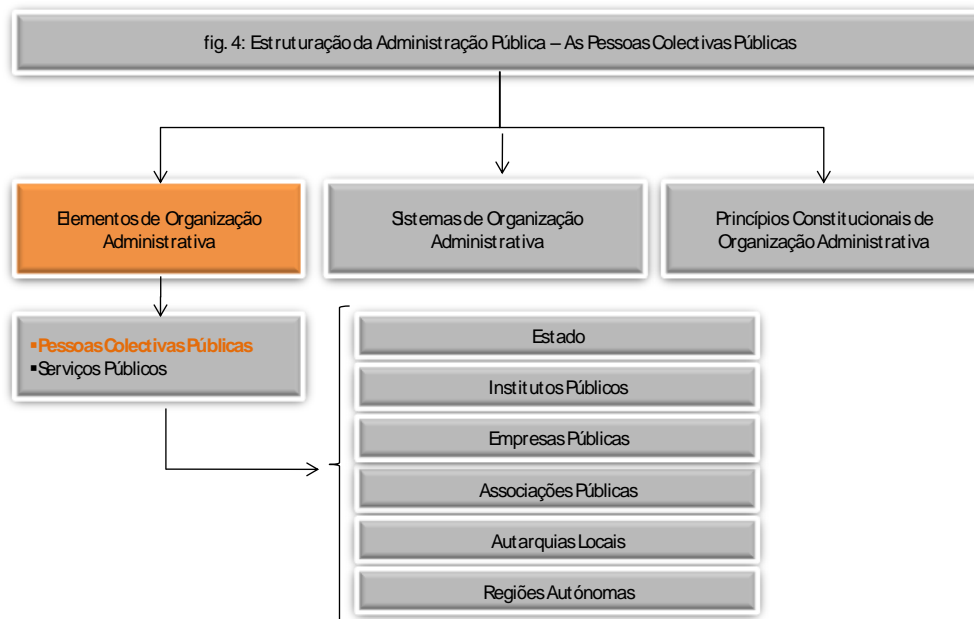 fig. 4: Estruturação da Administração Pública – As Pessoas Colectivas Públicas
Elementos de Organização
Administrativa
Sistemas de Organização
Administrativa
Princípios Constitucionais de
Organização Administrativa
▪Pessoas Colectivas Públicas
▪Serviços Públicos
Estado
Institutos Públicos
Empresas Públicas
Associações Públicas
Autarquias Locais
Regiões Autónomas